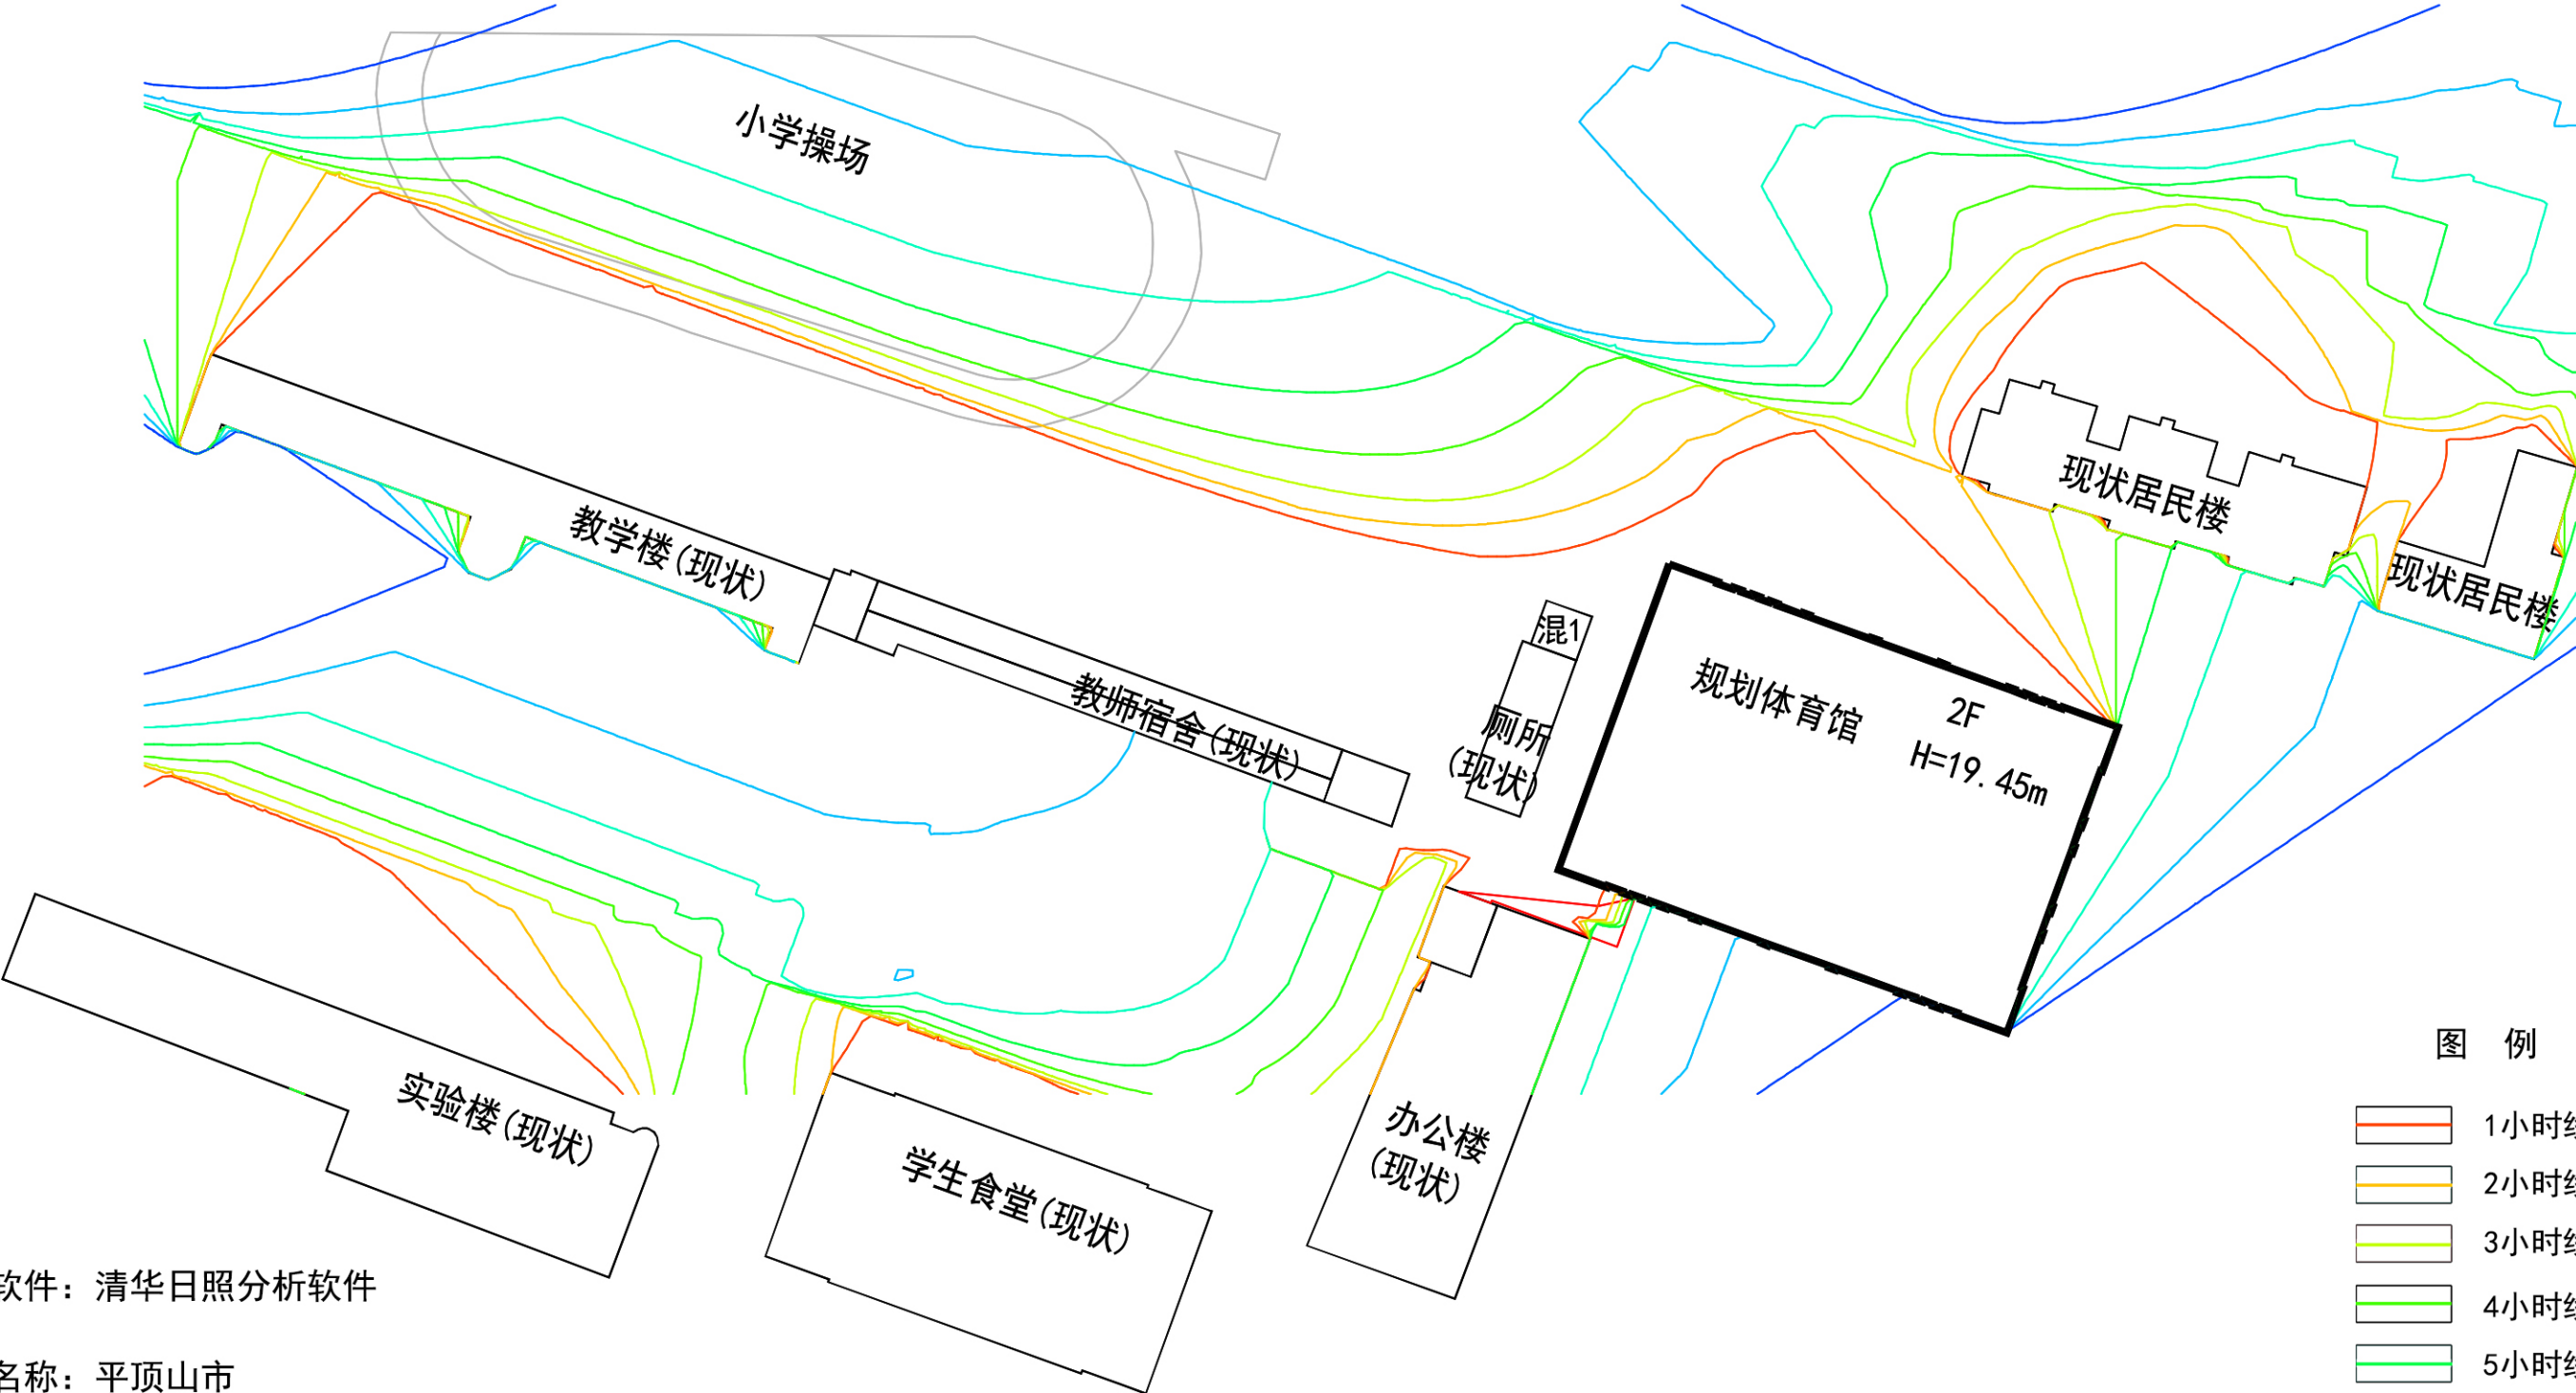 小学操场
现状居民楼
现状居民楼
教学楼(现状)
混1
教师宿舍(现状)
厕所
(现状)
规划体育馆
2F
H=19.45m
实验楼(现状)
学生食堂(现状)
办公楼
(现状)
图 例
1小时
2小时
3小时
4小时
5小时
软件: 清华日照分析软件
名称: 平顶山市